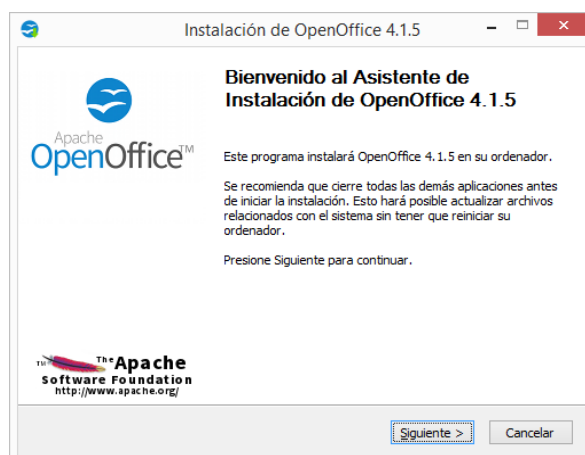 Instalación de OpenOffice 4.1.5
Bienvenido al Asistente de
Instalación de OpenOffice 4.1.5
Apache
OpenOffice™
Este programa instalará OpenOffice 4.1.5 en su ordenador.
Se recomienda que cierre todas las demás aplicaciones antes
de iniciar la instalación. Esto hará posible actualizar archivos
relacionados con el sistema sin tener que reiniciar su
ordenador.
Presione Siguiente para continuar.
TM The Apache
Software Foundation
http://www.apache.org/
Siguiente >
Cancelar